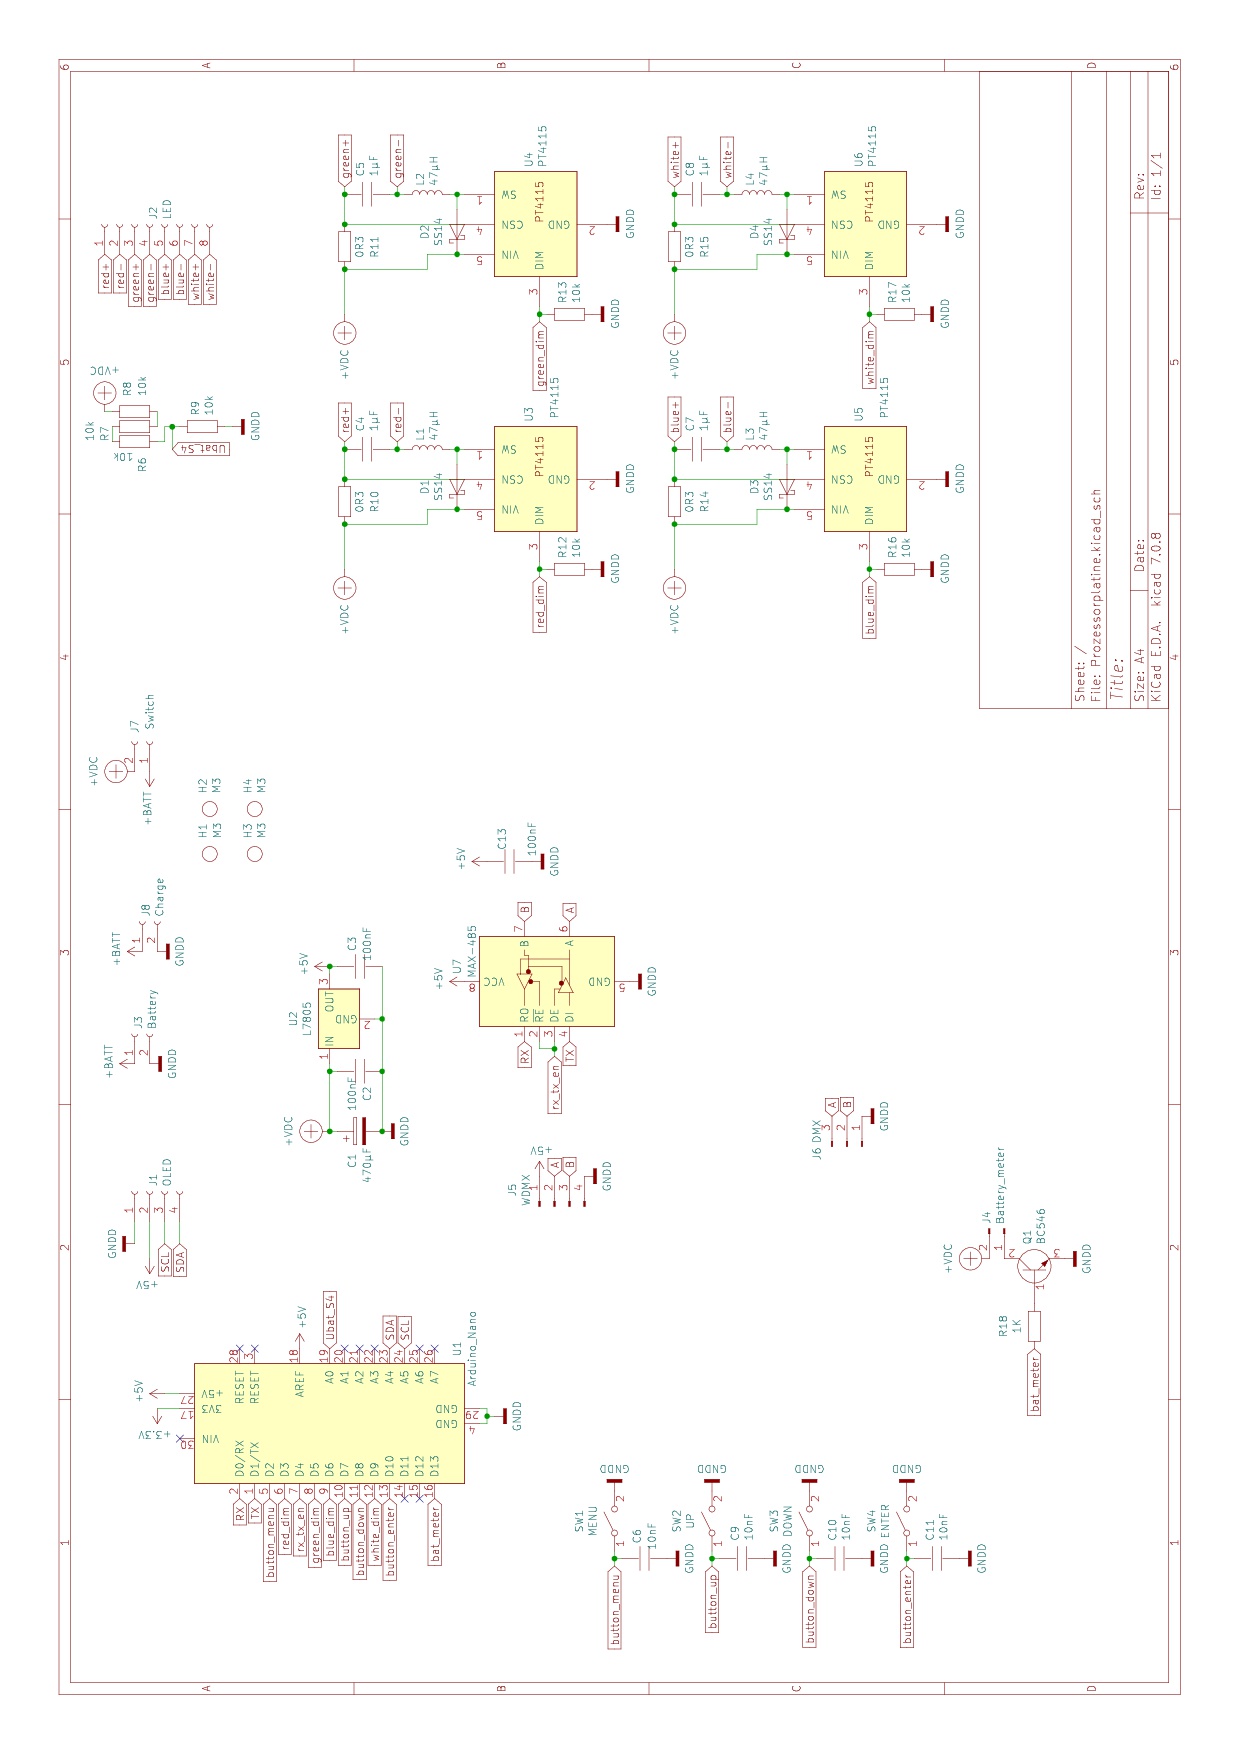 1 2 3 4 5 6
A
B
C
D
A
B
C
D
1 2 3 4 5 6
+3.3V
+5V
30 17 27
VIN 3V3 +5V
RX 2 D0/RX RESET 28
TX 1 D1/TX RESET 3
button_menu 5 D2
red_dim 6 D3
rx_tx_en 7 D4 AREF 18 +5V
green_dim 8 D5
blue_dim 9 D6 A0 19 Ubat_S4
button_up 10 D7 A1 20
button_down 11 D8 A2 21
white_dim 12 D9 A3 22
button_enter 13 D10 A4 23 SDA
14 D11 A5 24 SCL
15 D12 A6 25
bat_meter 16 D13 A7 26
GND GND
4 29
U1
Arduino_Nano
GNDD
GNDD
1
+5V 2
SCL 3
SDA 4
J1
OLED
+BATT
1
2
J3
Battery
GNDD
+BATT
1
2
J8
Charge
GNDD
+VDC
2
+BATT 1
J7
Switch
H1
M3
H2
M3
H3
M3
H4
M3
10k
R7
10k
R6
+VDC
R8
10k
Ubat_S4
R9
10k
GNDD
red+ 1
red- 2
green+ 3
green- 4
blue+ 5
blue- 6
white+ 7
white- 8
J2
LED
+VDC
U2
L7805
+5V
1 IN OUT 3
GND
2
C1
470µF
100nF
C2
C3
100nF
GNDD
+5V
U7
MAX-485
8
VCC
RX 1 RO B 7 B
2 RE
rx_tx_en 3 DE
TX 4 DI A 6 A
GND
5
GNDD
+5V
C13
100nF
GNDD
J5
WDMX
1 +5V
2 A
3 B
4
GNDD
SW1
MENU
button_menu 1 2 GNDD
C6
10nF
GNDD
SW2
UP
button_up 1 2 GNDD
C9
10nF
GNDD
SW3
DOWN
button_down 1 2 GNDD
C10
10nF
GNDD
SW4
ENTER
button_enter 1 2 GNDD
C11
10nF
GNDD
J6 DMX
3 A
2 B
1
GNDD
+VDC
2
1
J4
Battery_meter
R18
1K
bat_meter
1
2
3
Q1
BC546
GNDD
+VDC
0R3
R10
red+
C4
1µF
red-
L1
47µH
D1
SS14
5 4 1
VIN CSN SW
red_dim 3 DIM PT4115
GND
U3
PT4115
R12
10k
2
GNDD
GNDD
+VDC
0R3
R11
green+
C5
1µF
green-
L2
47µH
D2
SS14
5 4 1
VIN CSN SW
green_dim 3 DIM PT4115
GND
U4
PT4115
R13
10k
2
GNDD
GNDD
+VDC
0R3
R14
blue+
C7
1µF
blue-
L3
47µH
D3
SS14
5 4 1
VIN CSN SW
blue_dim 3 DIM PT4115
GND
U5
PT4115
R16
10k
2
GNDD
GNDD
+VDC
0R3
R15
white+
C8
1µF
white-
L4
47µH
D4
SS14
5 4 1
VIN CSN SW
white_dim 3 DIM PT4115
GND
U6
PT4115
R17
10k
2
GNDD
GNDD
Sheet: /
File: Prozessorplatine.kicad_sch
Title:
Size: A4 Date: Rev:
KiCad E.D.A. kicad 7.0.8 Id: 1/1